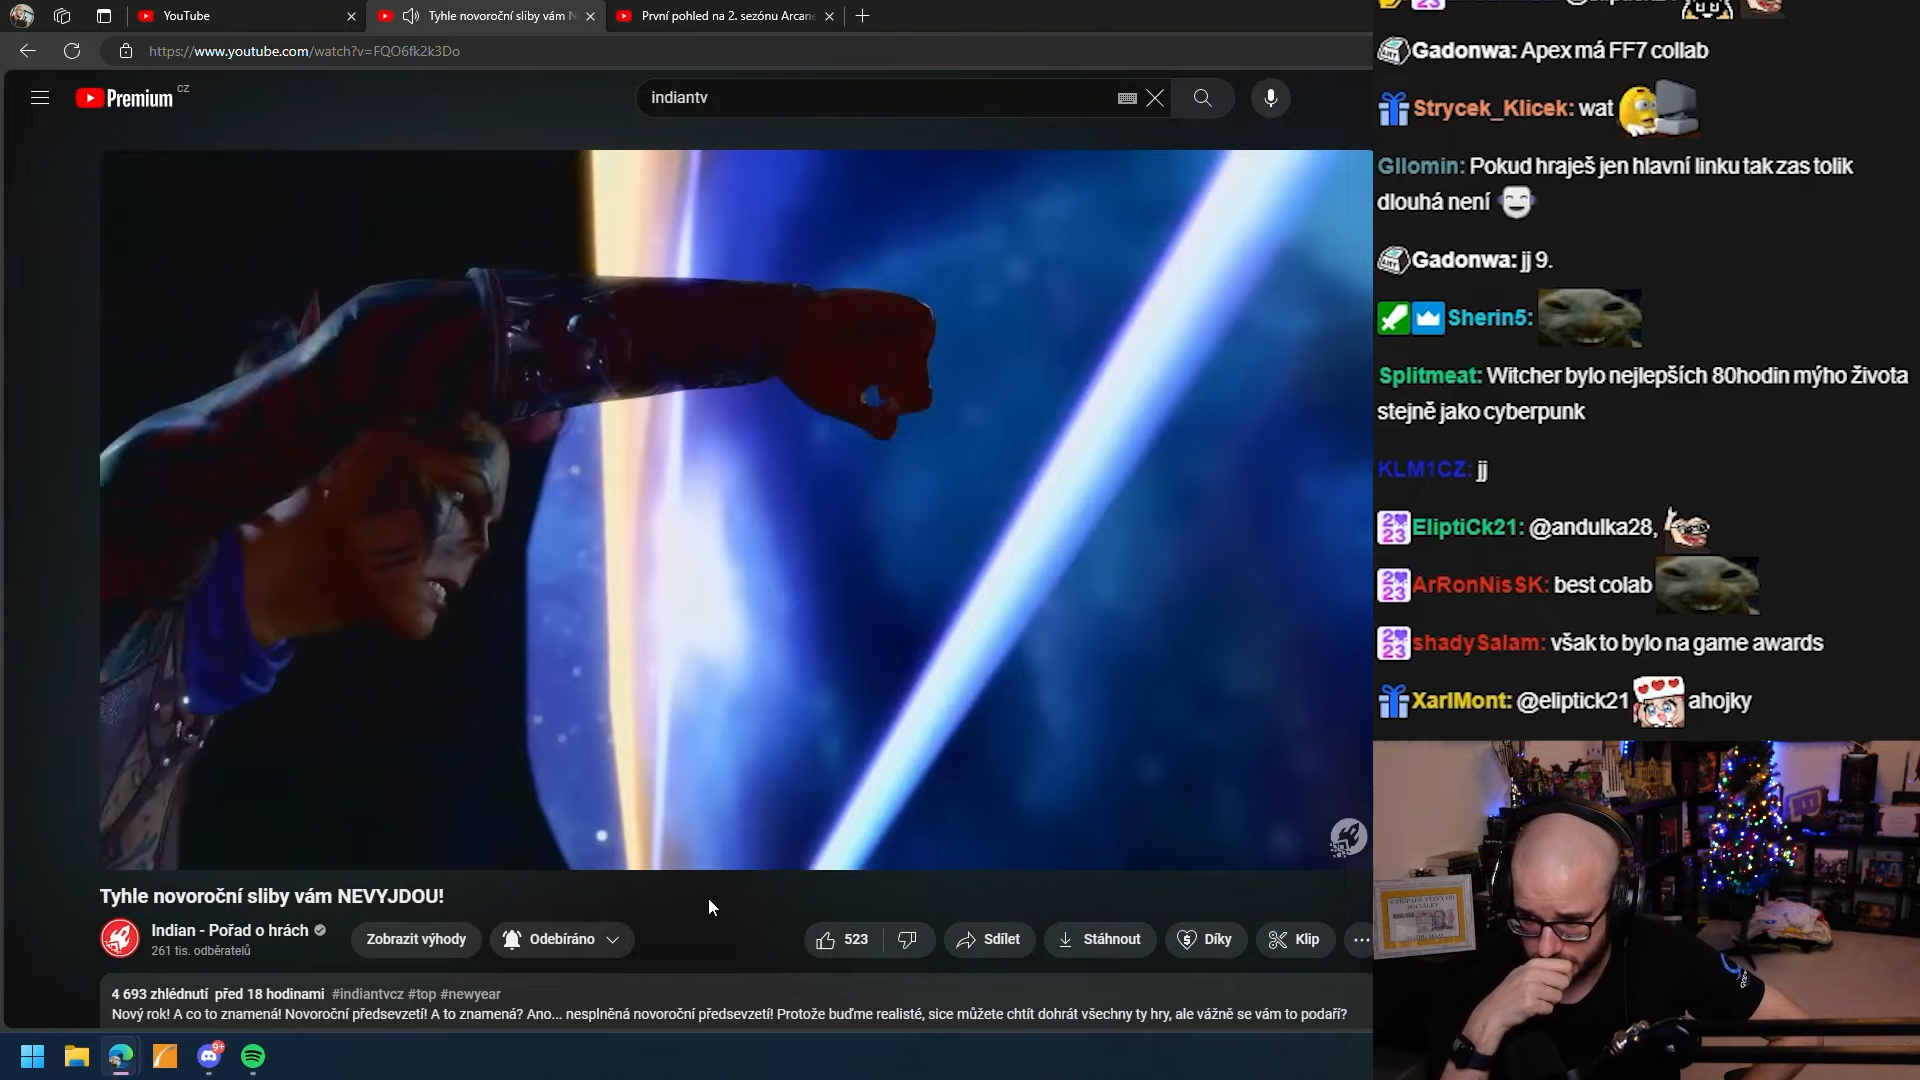 YouTube
Tyhle novoroční sliby vám N
První pohled na 2. sezónu Arcane
https://www.youtube.com/watch?v=FQO6fk2k3Do
Premium CZ
indiantv
Tyhle novoroční sliby vám NEVYJDOU!
Indian - Pořad o hrách
261 tis. odběratelů
Zobrazit výhody
Odebíráno
523
Sdílet
Stáhnout
Díky
Klip
4 693 zhlédnutí před 18 hodinami #indiantvcz #top #newyear
Nový rok! A co to znamená! Novoroční předsevzetí! A to znamená? Ano... nesplněná novoroční předsevzetí! Protože buďme realisté, sice můžete chtít dohrát všechny ty hry, ale vážně se vám to podaří?
9+
Gadonwa: Apex má FF7 collab
Strycek_Klicek: wat
Gllomin: Pokud hraješ jen hlavní linku tak zas tolik
dlouhá není
Gadonwa: jj 9.
Sherin5:
Splitmeat: Witcher bylo nejlepších 80hodin mýho života
stejně jako cyberpunk
KLM1CZ: jj
EliptiCk21: @andulka28,
ArRonNisSK: best colab
shadySalam: však to bylo na game awards
XarlMont: @eliptick21 ahojky